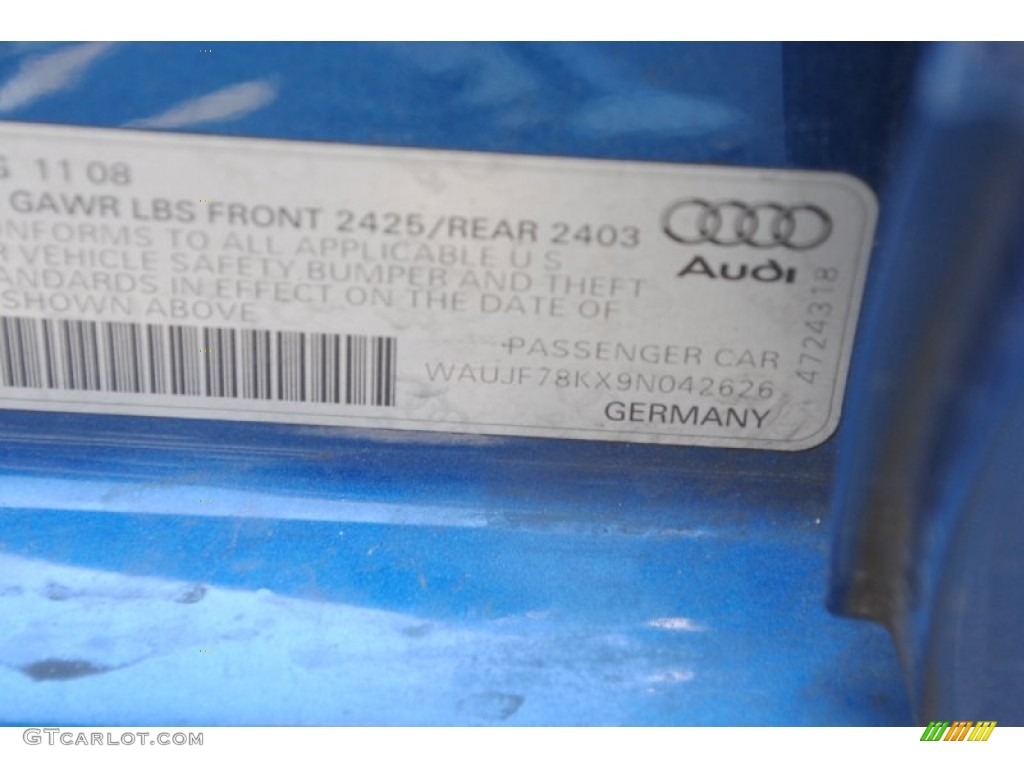 G 11 08
GAWR LBS FRONT 2425/REAR 2403
ONFORMS TO ALL APPLICABLE U S
R VEHICLE SAFETY BUMPER AND THEFT
TANDARDS IN EFFECT ON THE DATE OF
SHOWN ABOVE
Audi
4724318
PASSENGER CAR
WAUJF78KX9N042626
GERMANY
GTCarlot.com